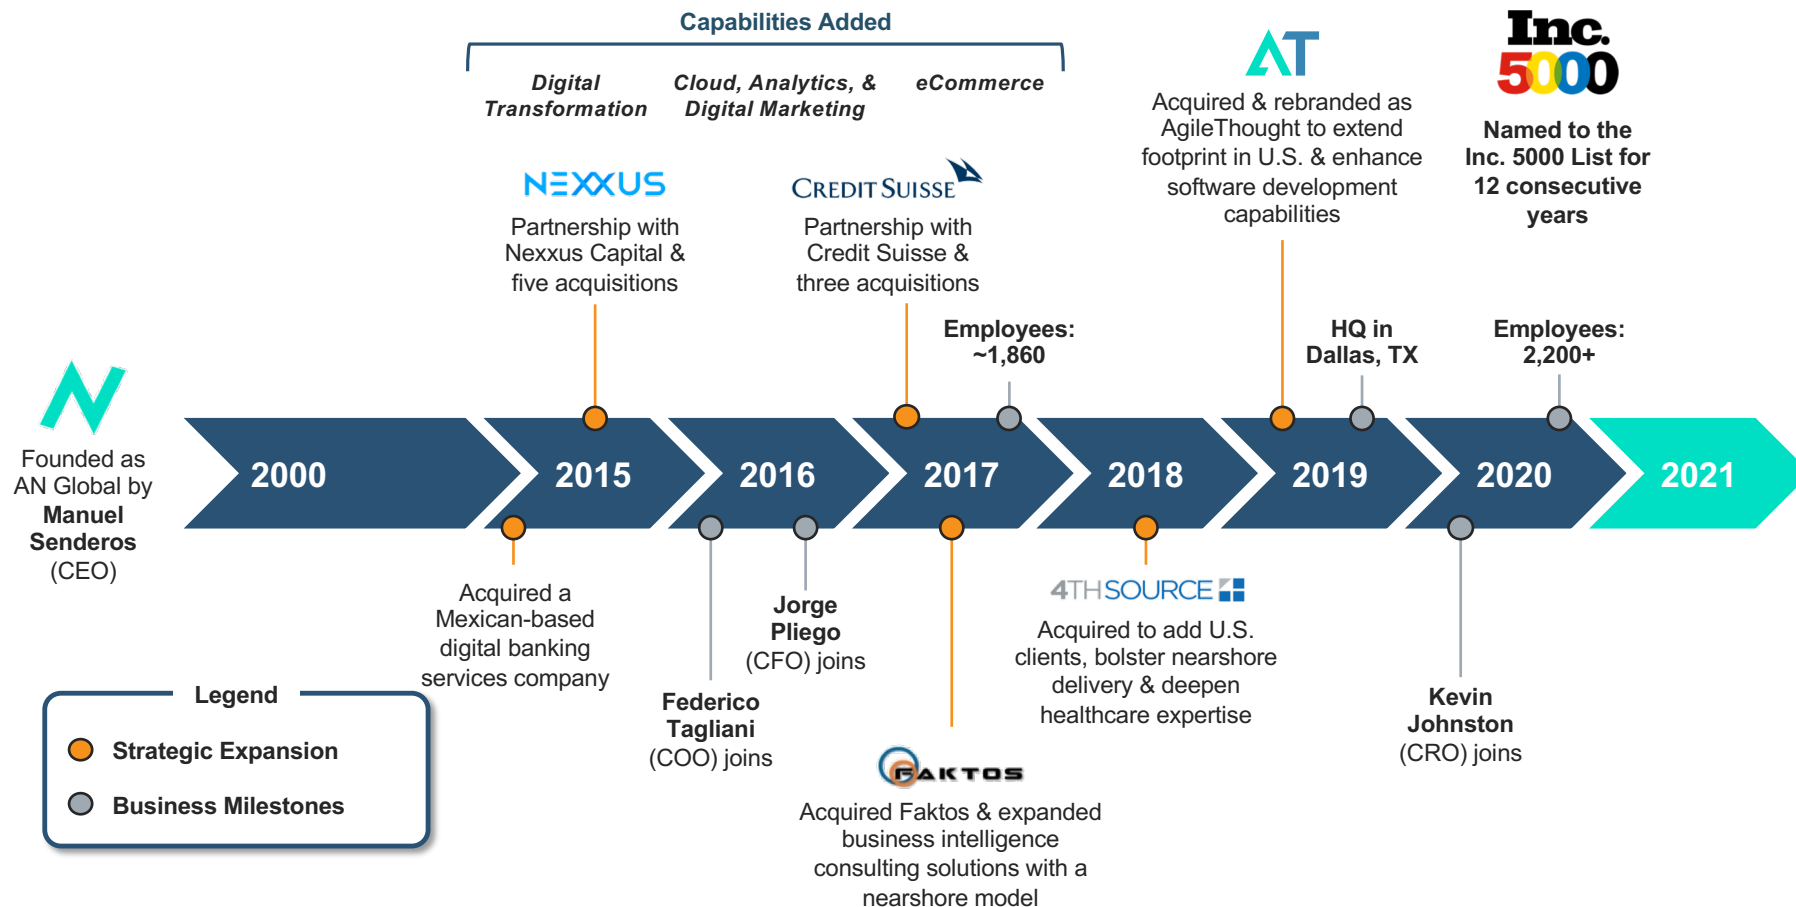 Capabilities Added
Digital
Transformation
Cloud, Analytics, &
Digital Marketing
eCommerce
NEXXUS
Partnership with
Nexxus Capital &
five acquisitions
CREDIT SUISSE
Partnership with
Credit Suisse &
three acquisitions
Employees:
~1,860
AT
Acquired & rebranded as
AgileThought to extend
footprint in U.S. & enhance
software development
capabilities
HQ in
Dallas, TX
Inc.
5000
Named to the
Inc. 5000 List for
12 consecutive
years
Employees:
2,200+
Founded as
AN Global by
Manuel
Senderos
(CEO)
2000
2015
2016
2017
2018
2019
2020
2021
Acquired a
Mexican-based
digital banking
services company
Federico
Tagliani
(COO) joins
Jorge
Pliego
(CFO) joins
FAKTOS
Acquired Faktos & expanded
business intelligence
consulting solutions with a
nearshore model
4TH SOURCE
Acquired to add U.S.
clients, bolster nearshore
delivery & deepen
healthcare expertise
Kevin
Johnston
(CRO) joins
Legend
Strategic Expansion
Business Milestones